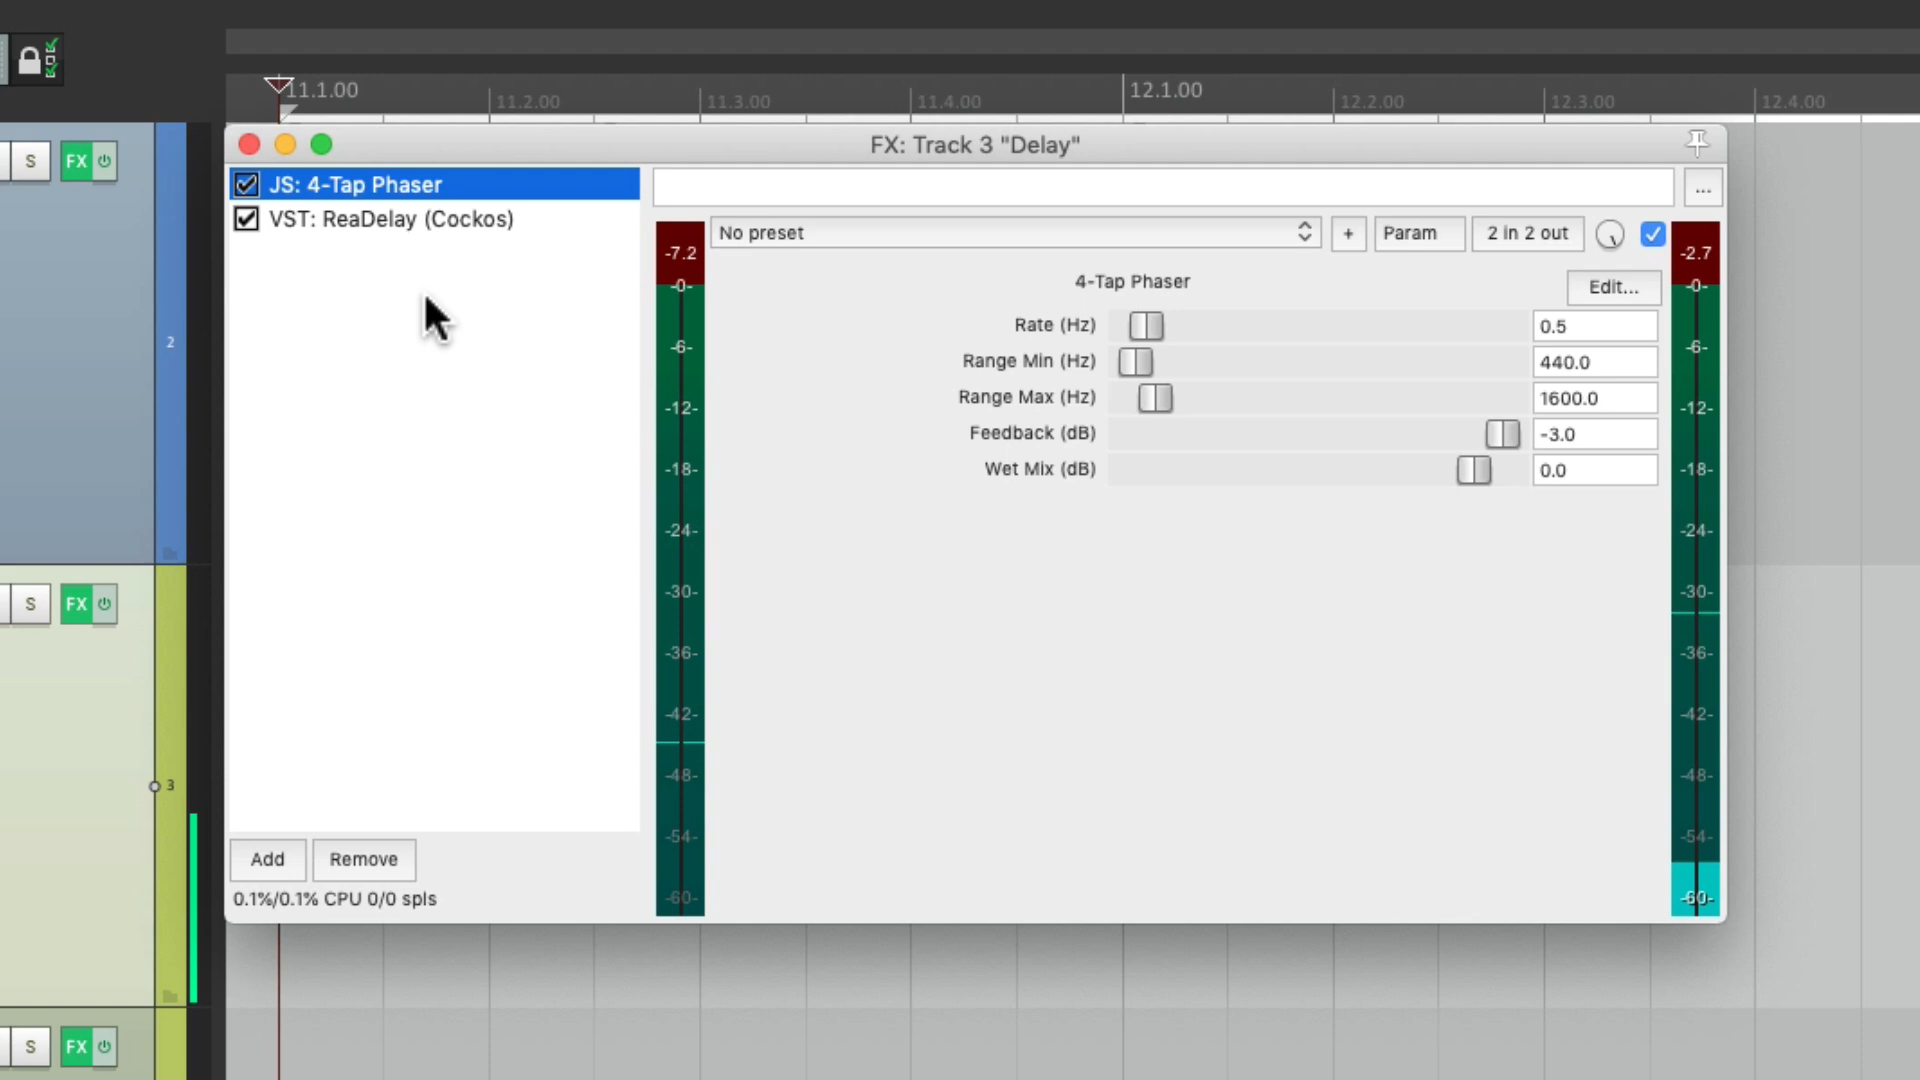 11.1.00
11.2.00
11.3.00
11.4.00
12.1.00
12.2.00
12.3.00
12.4.00
FX: Track 3 "Delay"
S
FX
JS: 4-Tap Phaser
...
VST: ReaDelay (Cockos)
No preset
+
Param
2 in 2 out
-7.2
-0-
-6-
-12-
-18-
-24-
-30-
-36-
-42-
-48-
-54-
-60-
4-Tap Phaser
Edit...
Rate (Hz)
0.5
Range Min (Hz)
440.0
Range Max (Hz)
1600.0
Feedback (dB)
-3.0
Wet Mix (dB)
0.0
-2.7
-0-
-6-
-12-
-18-
-24-
-30-
-36-
-42-
-48-
-54-
-60-
2
S
FX
3
Add
Remove
0.1%/0.1% CPU 0/0 spls
S
FX